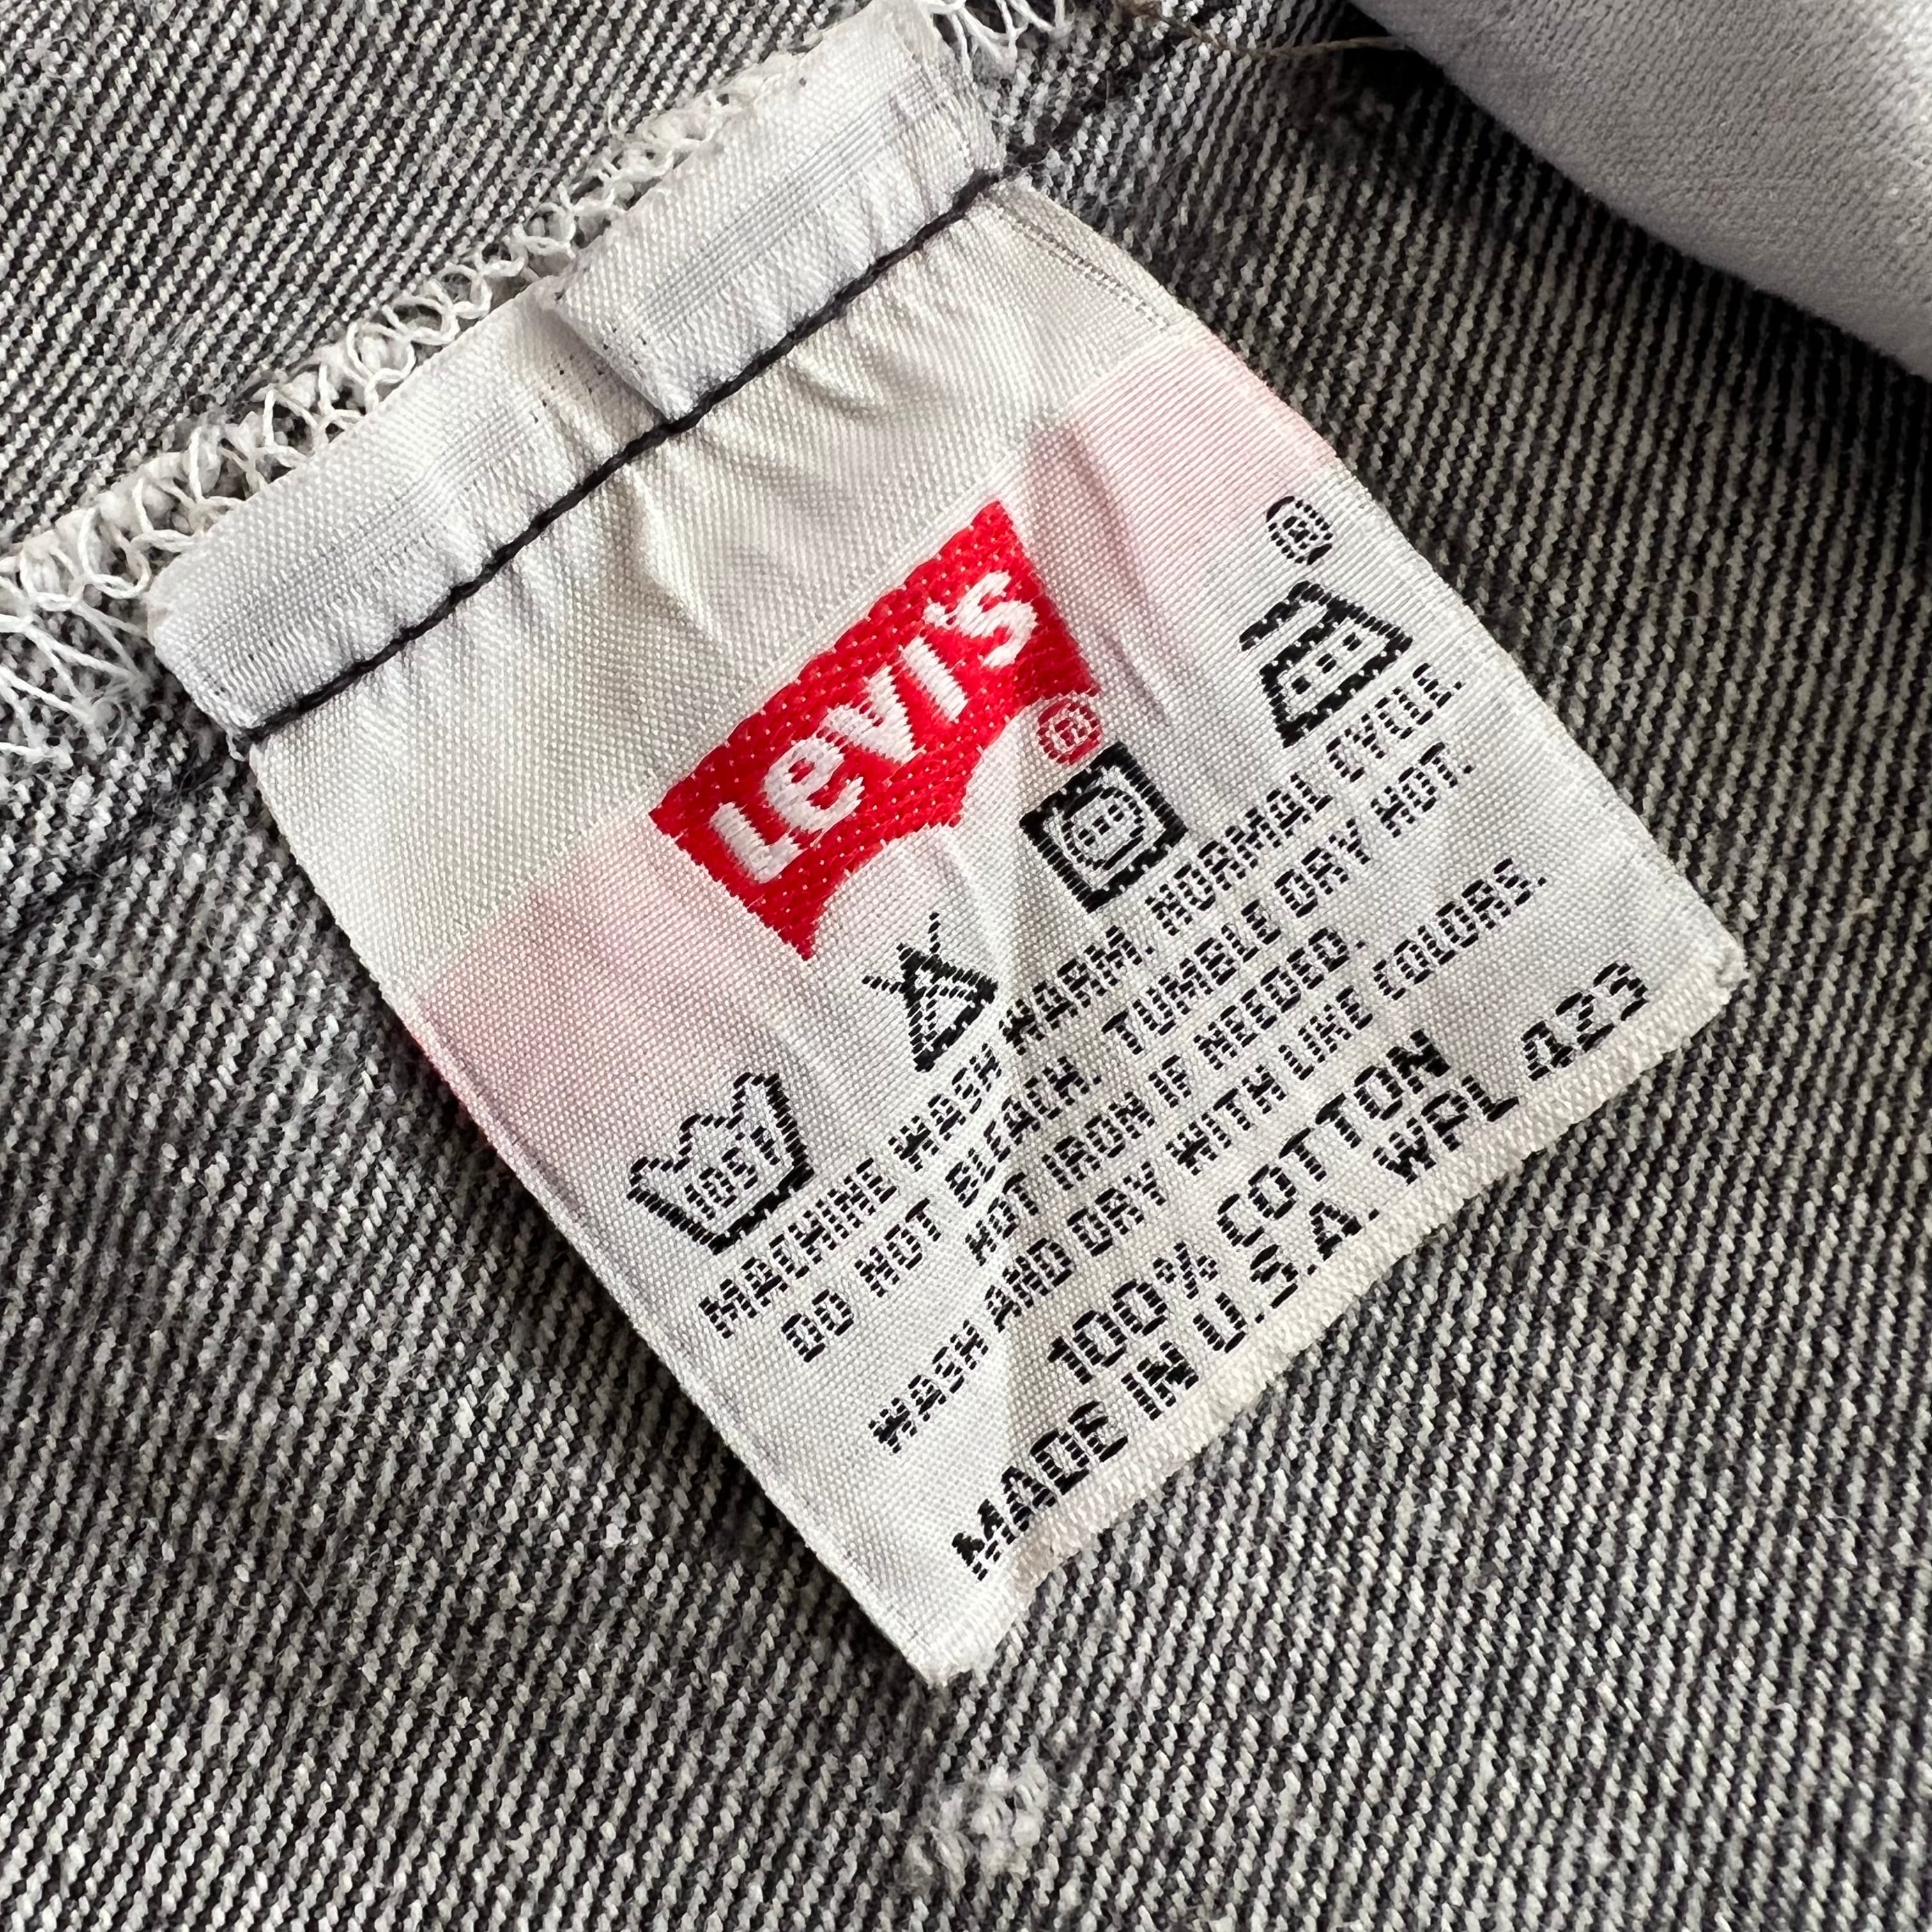 Levi's®
®
105F
MACHINE WASH WARM. NORMAL CYCLE.
DO NOT BLEACH. TUMBLE DRY HOT.
HOT IRON IF NEEDED.
WASH AND DRY WITH LIKE COLORS.
100% COTTON
MADE IN U.S.A. WPL 423